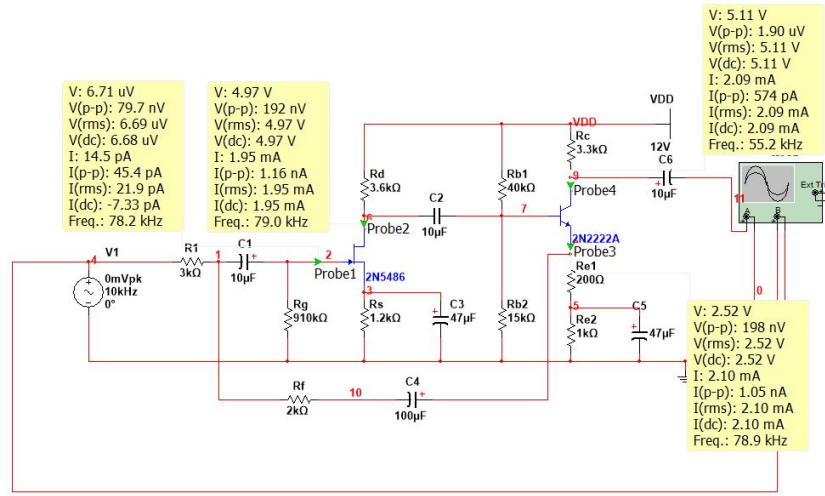 V: 6.71 uV
V(p-p): 79.7 nV
V(rms): 6.69 uV
V(dc): 6.68 uV
I: 14.5 pA
I(p-p): 45.4 pA
I(rms): 21.9 pA
I(dc): -7.33 pA
Freq.: 78.2 kHz
V: 4.97 V
V(p-p): 192 nV
V(rms): 4.97 V
V(dc): 4.97 V
I: 1.95 mA
I(p-p): 1.16 nA
I(rms): 1.95 mA
I(dc): 1.95 mA
Freq.: 79.0 kHz
V: 5.11 V
V(p-p): 1.90 uV
V(rms): 5.11 V
V(dc): 5.11 V
I: 2.09 mA
I(p-p): 574 pA
I(rms): 2.09 mA
I(dc): 2.09 mA
Freq.: 55.2 kHz
VDD
12V
VDD
Rc
3.3kΩ
9
C6
10µF
Probe4
11
Ext Tri
A
B
Rd
3.6kΩ
6
Probe2
C2
10µF
Rb1
40kΩ
7
2N2222A
Probe3
4
V1
0mVpk
10kHz
0°
R1
3kΩ
1
C1
10µF
2
Probe1
2N5486
3
Rg
910kΩ
Rs
1.2kΩ
C3
47µF
Rb2
15kΩ
Re1
200Ω
5
Re2
1kΩ
C5
47µF
0
V: 2.52 V
V(p-p): 198 nV
V(rms): 2.52 V
V(dc): 2.52 V
I: 2.10 mA
I(p-p): 1.05 nA
I(rms): 2.10 mA
I(dc): 2.10 mA
Freq.: 78.9 kHz
Rf
2kΩ
10
C4
100µF